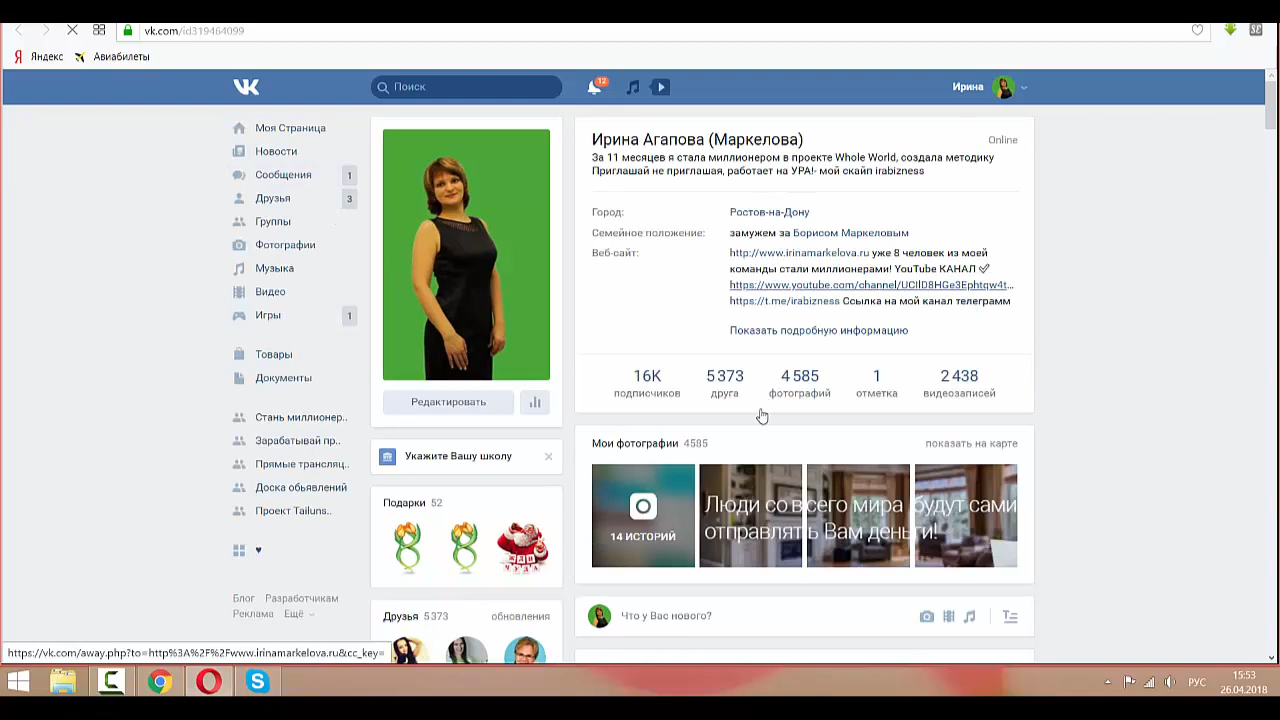 vk.com/id319464099
Яндекс Авиабилеты
Поиск
12
Ирина
Моя Страница
Новости
Сообщения 1
Друзья 3
Группы
Фотографии
Музыка
Видео
Игры 1
Товары
Документы
Стань миллионер..
Зарабатывай пр..
Прямые трансляц..
Доска обьявлений
Проект Tailuns..
♥
Блог Разработчикам
Реклама Ещё
Редактировать
Укажите Вашу школу
Подарки 52
Друзья 5373 обновления
Ирина Агапова (Маркелова) Online
За 11 месяцев я стала миллионером в проекте Whole World, создала методику
Приглашай не приглашая, работает на УРА!- мой скайп irabizness
Город: Ростов-на-Дону
Семейное положение: замужем за Борисом Маркеловым
Веб-сайт: http://www.irinamarkelova.ru уже 8 человек из моей
команды стали миллионерами! YouTube КАНАЛ ✅
https://www.youtube.com/channel/UCIlD8HGe3Ephtqw4t...
https://t.me/irabizness Ссылка на мой канал телеграмм
Показать подробную информацию
16K 5 373 4 585 1 2 438
подписчиков друга фотографий отметка видеозаписей
Мои фотографии 4585 показать на карте
14 ИСТОРИЙ
Люди со всего мира будут сами
отправлять Вам деньги!
Что у Вас нового?
https://vk.com/away.php?to=http%3A%2F%2Fwww.irinamarkelova.ru&cc_key=
РУС
15:53
26.04.2018